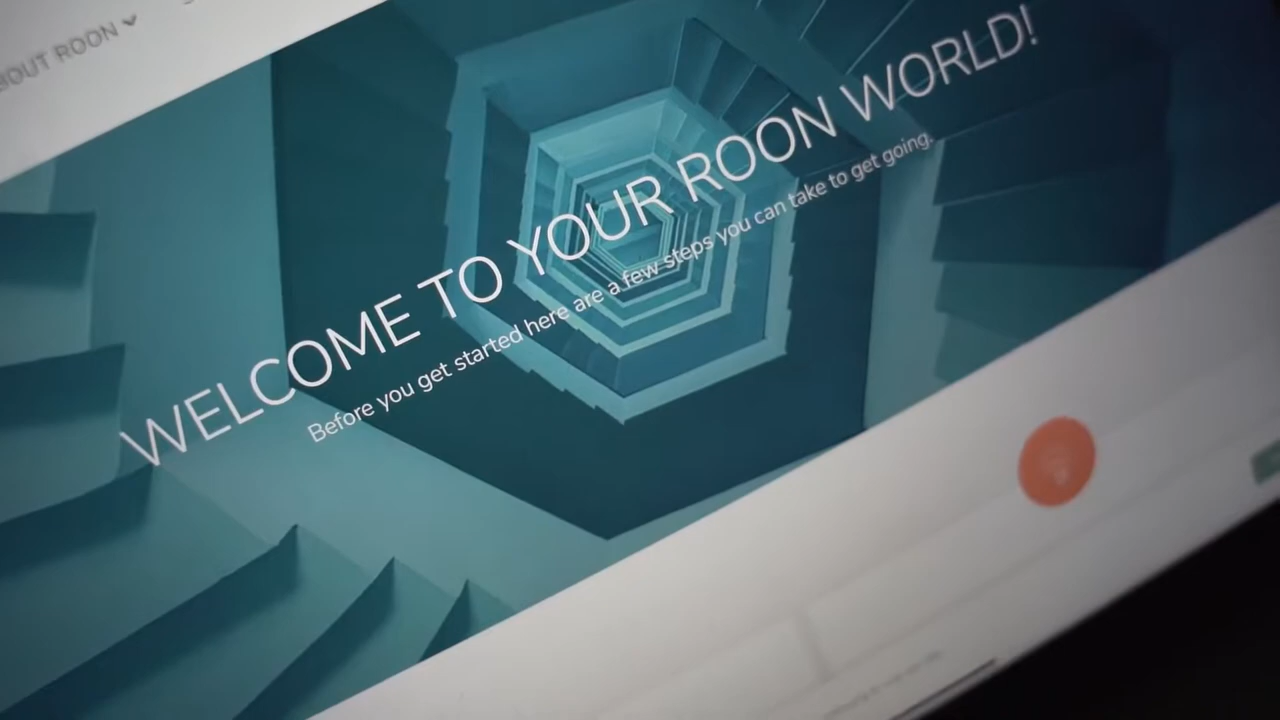 BOUT ROON
WELCOME TO YOUR ROON WORLD!
Before you get started here are a few steps you can take to get going.